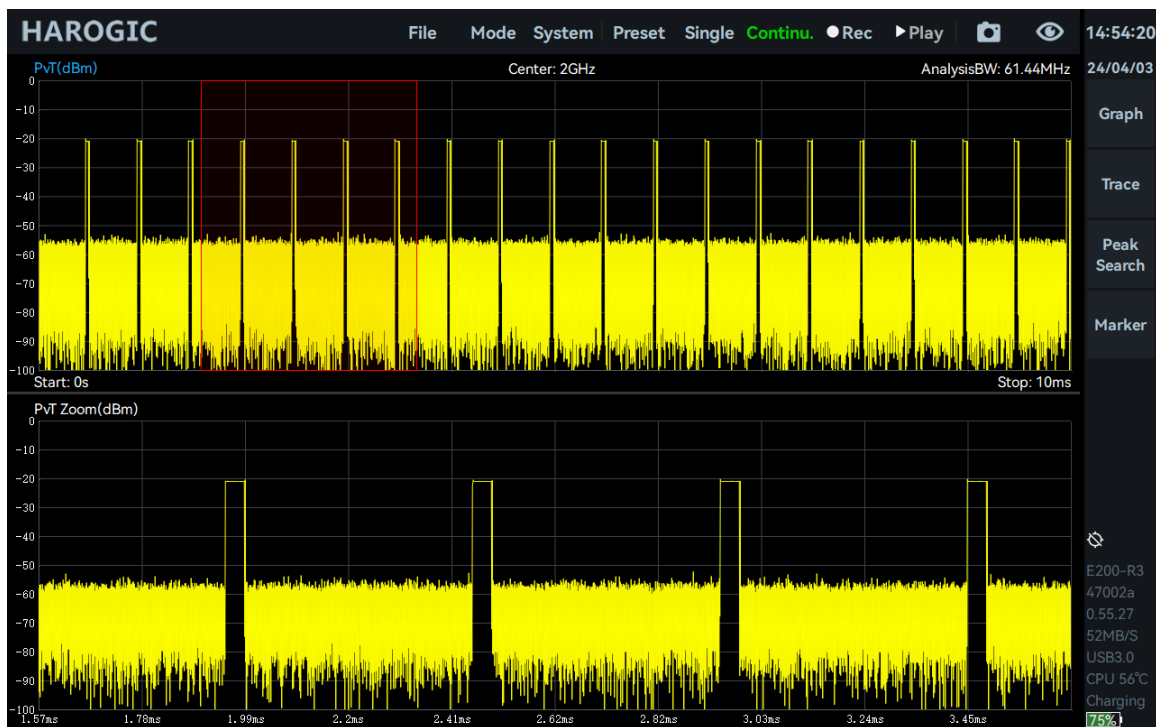 HAROGIC File Mode System Preset Single Continu. Rec Play 14:54:20
PvT(dBm) Center: 2GHz AnalysisBW: 61.44MHz 24/04/03
0
-10
-20
-30
-40
-50
-60
-70
-80
-90
-100
Start: 0s Stop: 10ms
Graph
Trace
Peak
Search
Marker
PvT Zoom(dBm)
0
-10
-20
-30
-40
-50
-60
-70
-80
-90
-100
1.57ms 1.78ms 1.99ms 2.2ms 2.41ms 2.62ms 2.82ms 3.03ms 3.24ms 3.45ms
E200-R3
47002a
0.55.27
52MB/S
USB3.0
CPU 56°C
Charging
75%